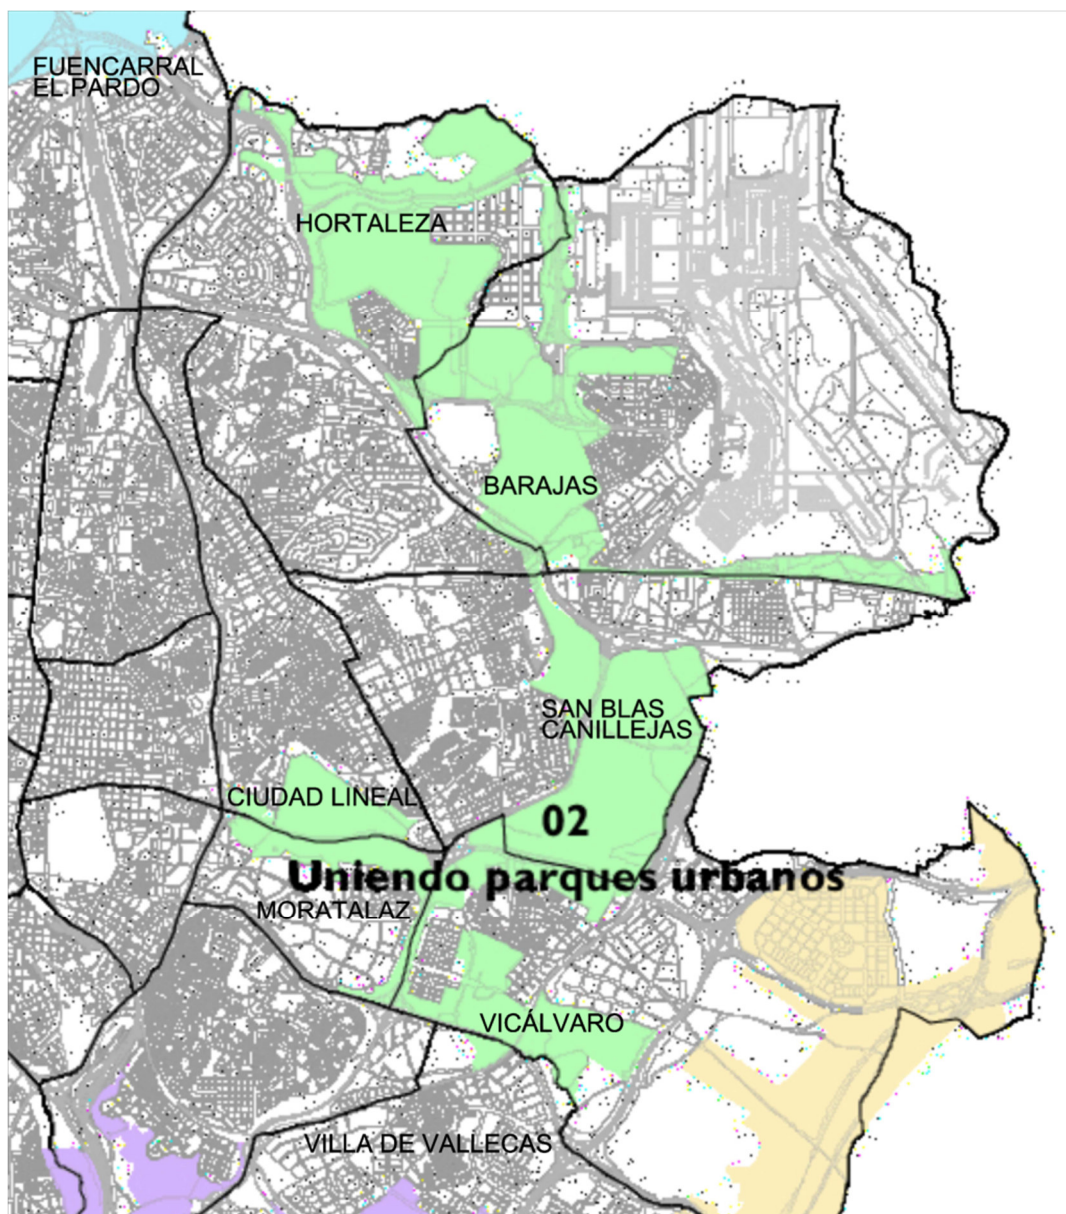 FUENCARRAL
EL PARDO
HORTALEZA
BARAJAS
SAN BLAS
CANILLEJAS
CIUDAD LINEAL
02
Uniendo parques urbanos
MORATALAZ
VICÁLVARO
VILLA DE VALLECAS